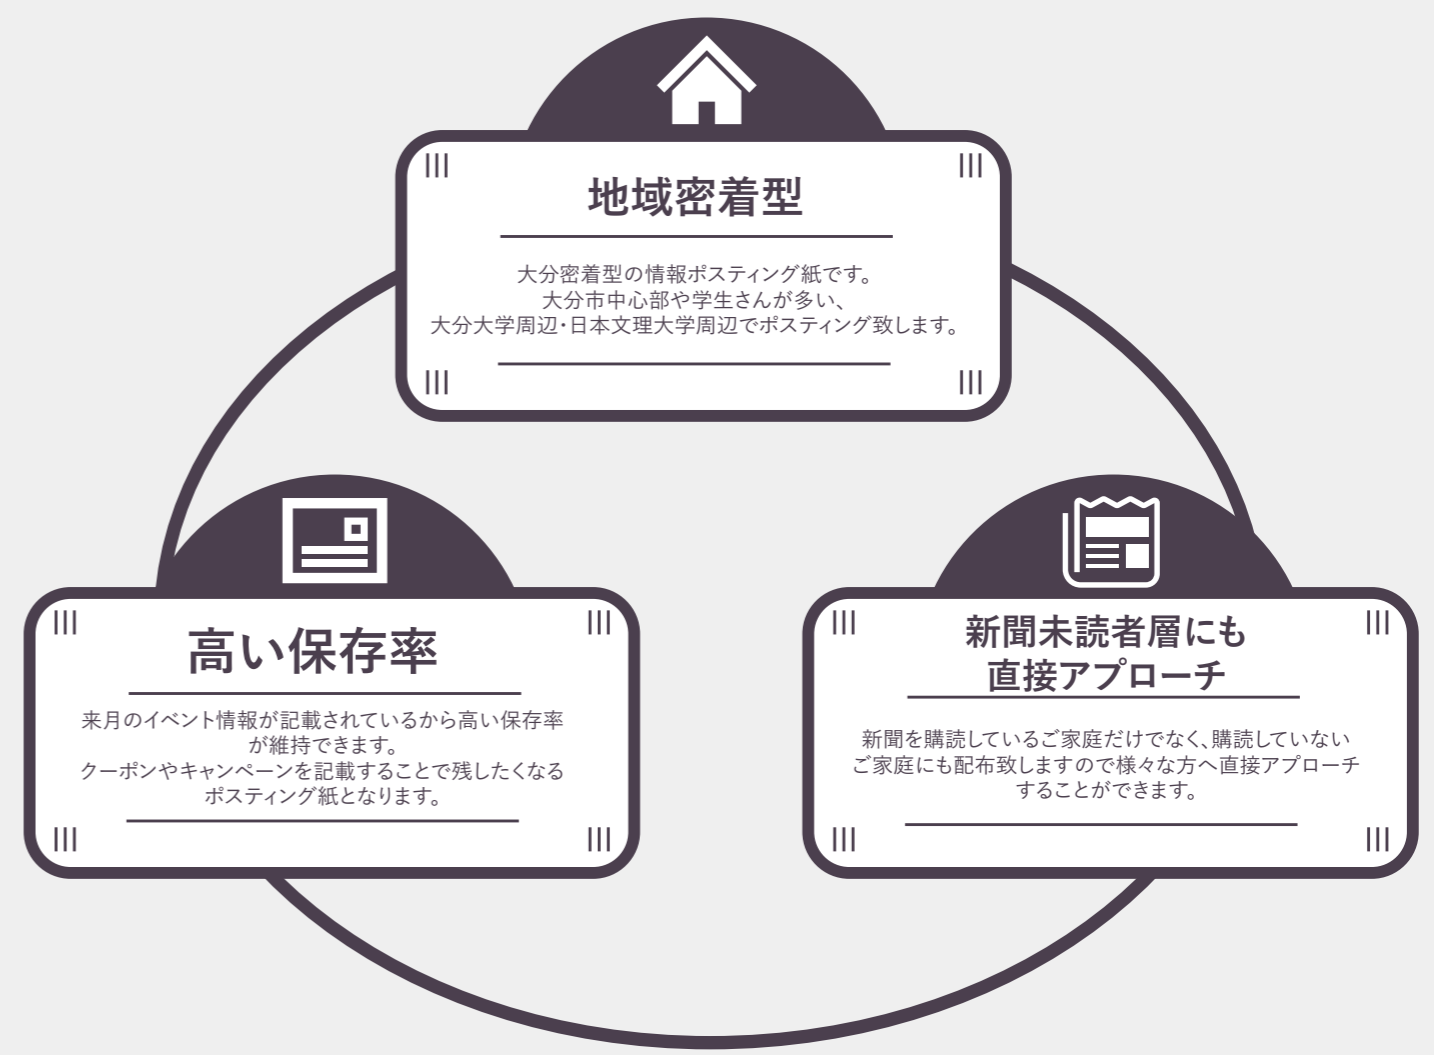 地域密着型
大分密着型の情報ポスティング紙です。
大分市中心部や学生さんが多い、
大分大学周辺・日本文理大学周辺でポスティング致します。
高い保存率
来月のイベント情報が記載されているから高い保存率
が維持できます。
クーポンやキャンペーンを記載することで残したくなる
ポスティング紙となります。
新聞未読者層にも
直接アプローチ
新聞を購読しているご家庭だけでなく、購読していない
ご家庭にも配布致しますので様々な方へ直接アプローチ
することができます。